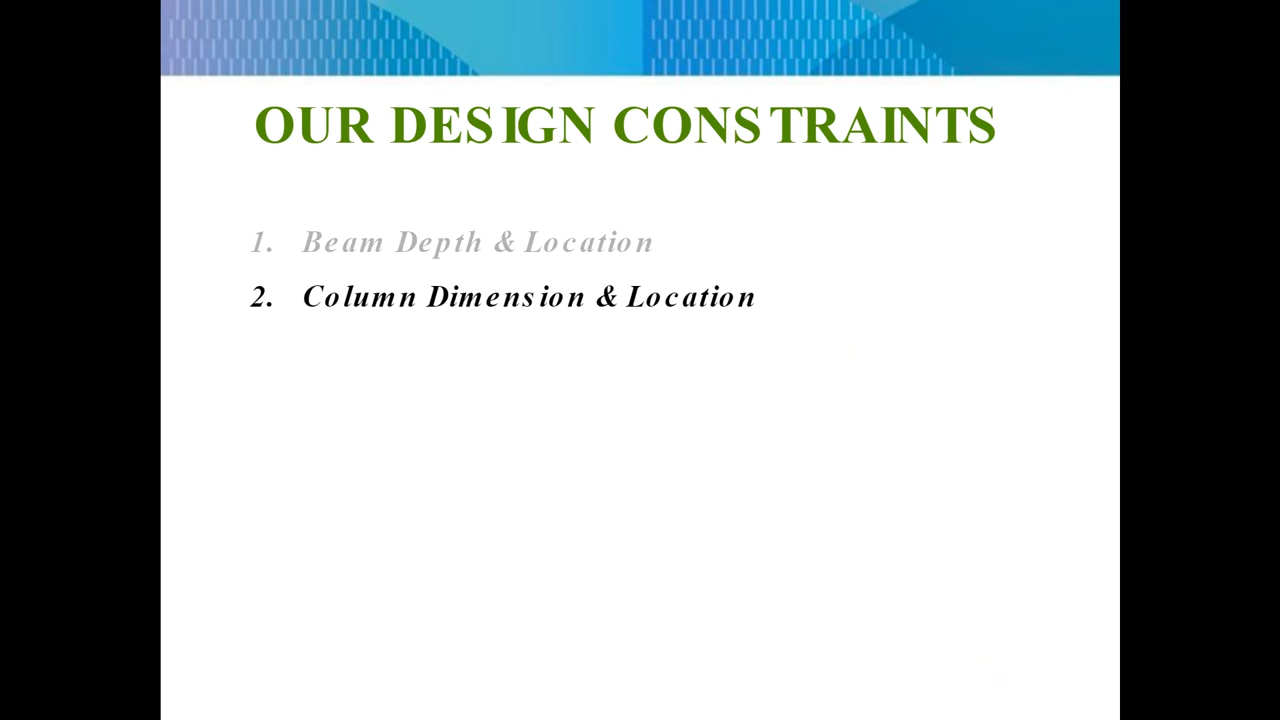 OUR DESIGN CONSTRAINTS
1. Beam Depth & Location
2. Column Dimension & Location